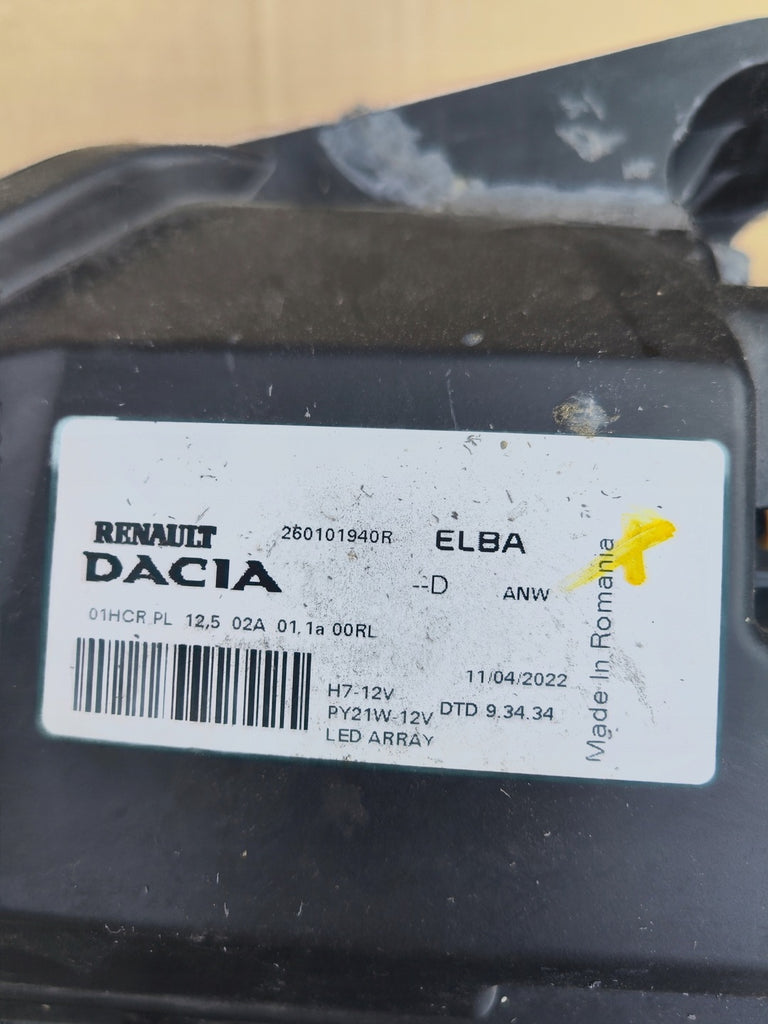 RENAULT 260101940R ELBA
DACIA --D ANW
01HCR PL 12,5 02A 01,1a 00RL
11/04/2022
H7-12V
PY21W-12V DTD 9.34.34
LED ARRAY
Made In Romania